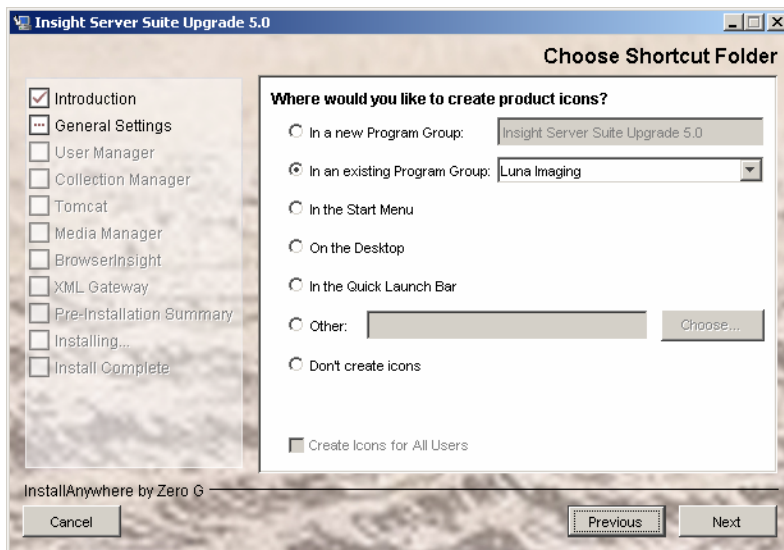 Insight Server Suite Upgrade 5.0
Choose Shortcut Folder
Introduction
General Settings
User Manager
Collection Manager
Tomcat
Media Manager
BrowserInsight
XML Gateway
Pre-Installation Summary
Installing...
Install Complete
Where would you like to create product icons?
In a new Program Group: Insight Server Suite Upgrade 5.0
In an existing Program Group: Luna Imaging
In the Start Menu
On the Desktop
In the Quick Launch Bar
Other: Choose...
Don't create icons
Create Icons for All Users
InstallAnywhere by Zero G
Cancel Previous Next